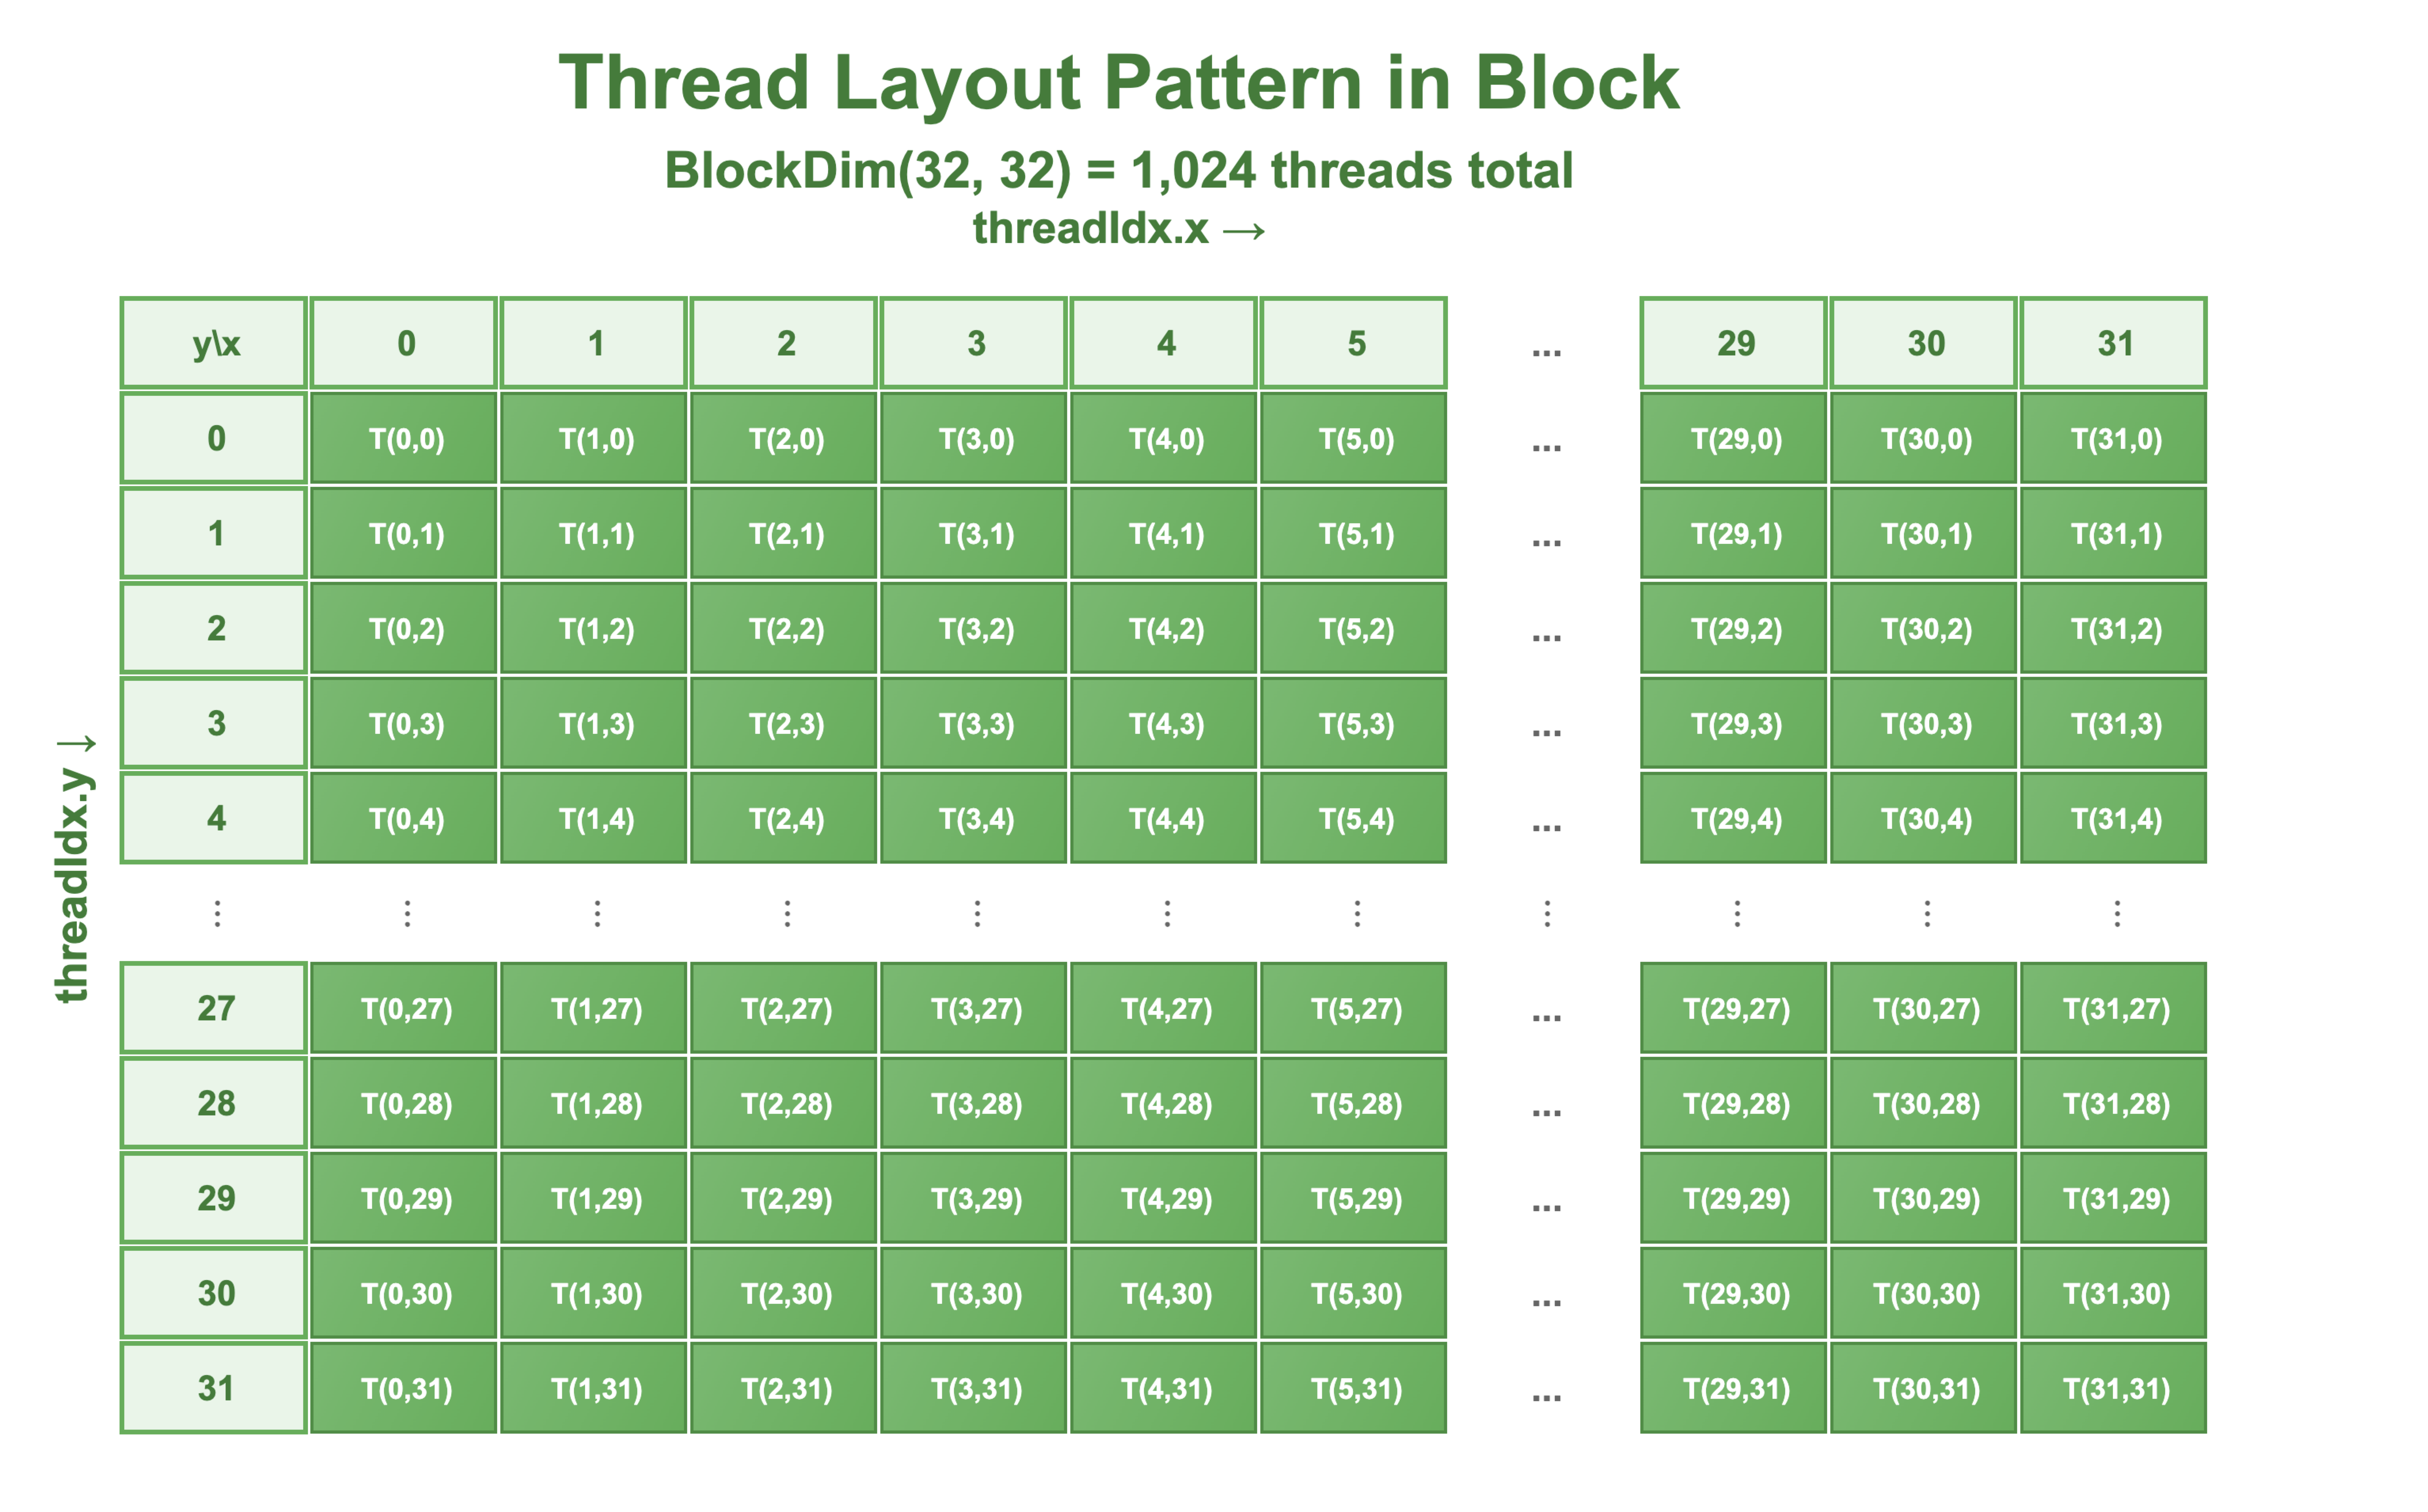 Thread Layout Pattern in Block
BlockDim(32, 32) = 1,024 threads total
threadIdx.x →
threadIdx.y →
y\x 0 1 2 3 4 5 ... 29 30 31
0 T(0,0) T(1,0) T(2,0) T(3,0) T(4,0) T(5,0) ... T(29,0) T(30,0) T(31,0)
1 T(0,1) T(1,1) T(2,1) T(3,1) T(4,1) T(5,1) ... T(29,1) T(30,1) T(31,1)
2 T(0,2) T(1,2) T(2,2) T(3,2) T(4,2) T(5,2) ... T(29,2) T(30,2) T(31,2)
3 T(0,3) T(1,3) T(2,3) T(3,3) T(4,3) T(5,3) ... T(29,3) T(30,3) T(31,3)
4 T(0,4) T(1,4) T(2,4) T(3,4) T(4,4) T(5,4) ... T(29,4) T(30,4) T(31,4)
⋮ ⋮ ⋮ ⋮ ⋮ ⋮ ⋮ ⋮ ⋮ ⋮ ⋮
27 T(0,27) T(1,27) T(2,27) T(3,27) T(4,27) T(5,27) ... T(29,27) T(30,27) T(31,27)
28 T(0,28) T(1,28) T(2,28) T(3,28) T(4,28) T(5,28) ... T(29,28) T(30,28) T(31,28)
29 T(0,29) T(1,29) T(2,29) T(3,29) T(4,29) T(5,29) ... T(29,29) T(30,29) T(31,29)
30 T(0,30) T(1,30) T(2,30) T(3,30) T(4,30) T(5,30) ... T(29,30) T(30,30) T(31,30)
31 T(0,31) T(1,31) T(2,31) T(3,31) T(4,31) T(5,31) ... T(29,31) T(30,31) T(31,31)